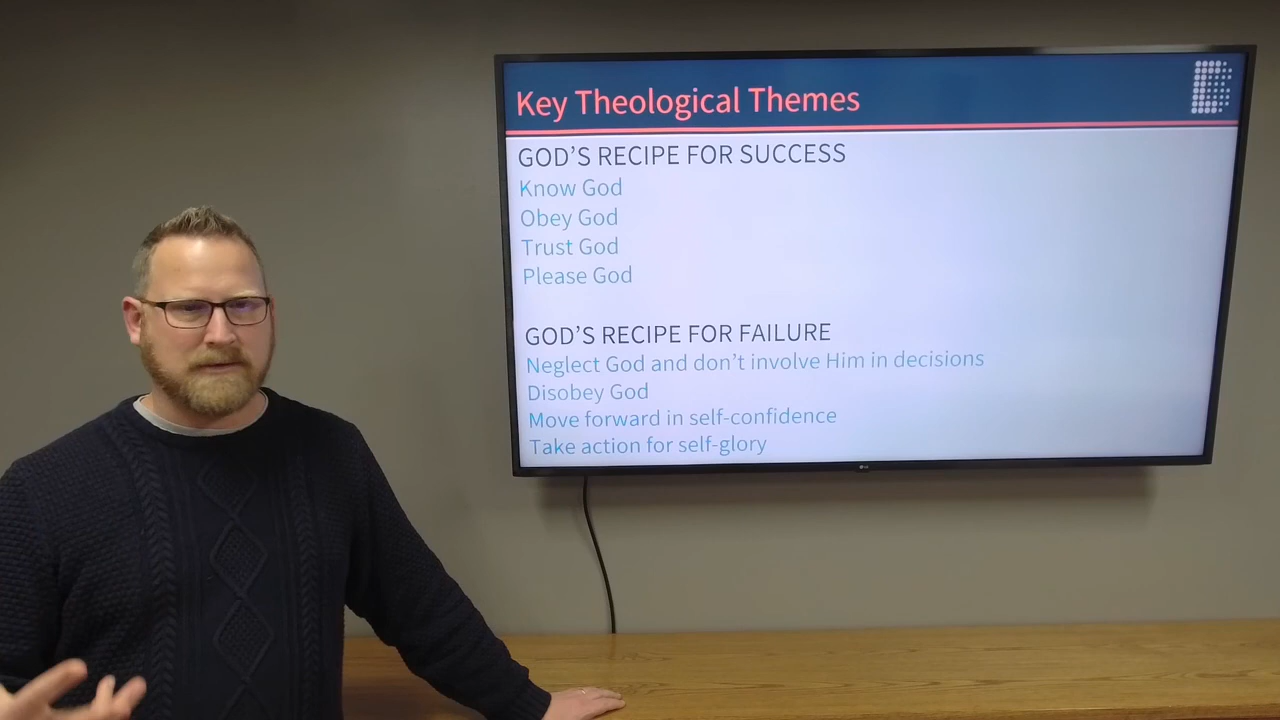 Key Theological Themes
GOD’S RECIPE FOR SUCCESS
Know God
Obey God
Trust God
Please God
GOD’S RECIPE FOR FAILURE
Neglect God and don’t involve Him in decisions
Disobey God
Move forward in self-confidence
Take action for self-glory
LG